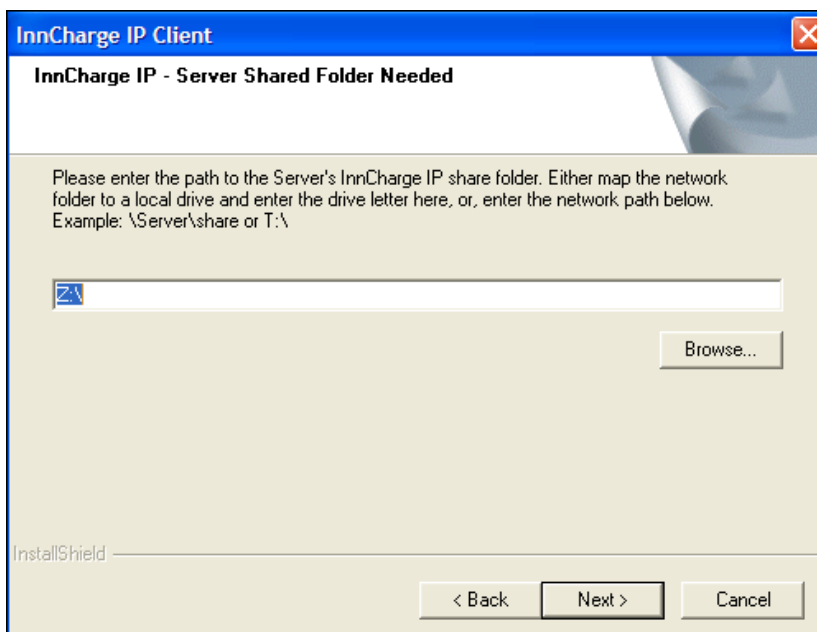 InnCharge IP Client
InnCharge IP - Server Shared Folder Needed
Please enter the path to the Server's InnCharge IP share folder. Either map the network
folder to a local drive and enter the drive letter here, or, enter the network path below.
Example: \Server\share or T:\
Z:\
Browse...
InstallShield
< Back
Next >
Cancel